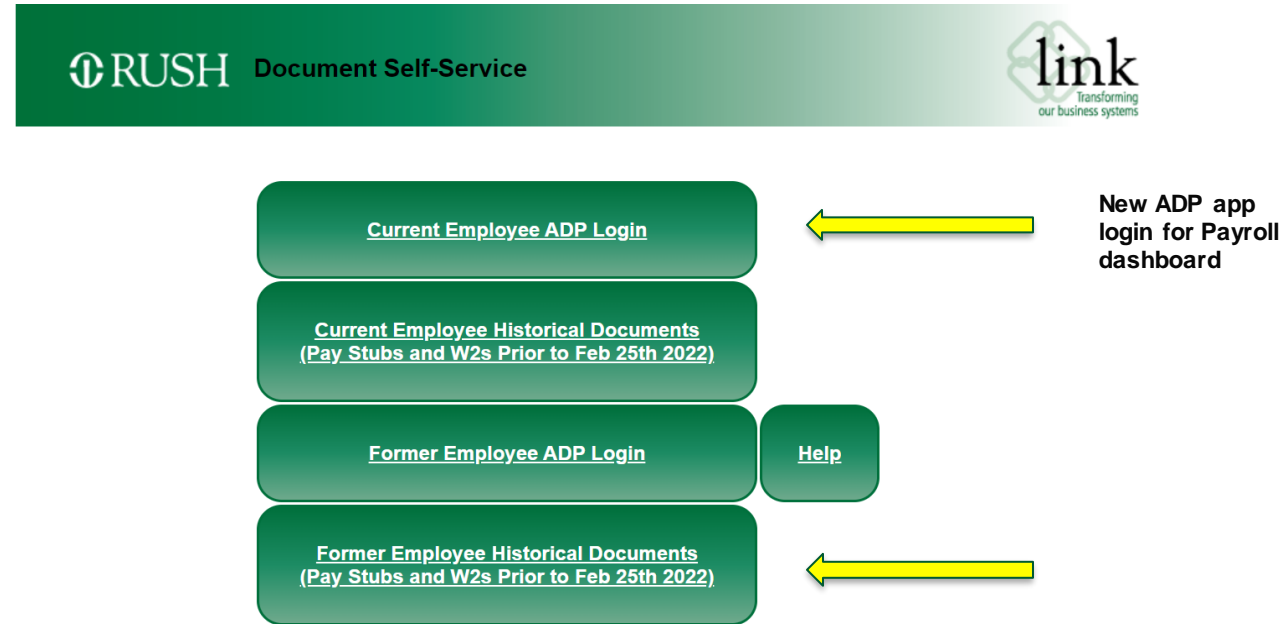 RUSH Document Self-Service
link
Transforming
our business systems
Current Employee ADP Login
New ADP app
login for Payroll
dashboard
Current Employee Historical Documents
(Pay Stubs and W2s Prior to Feb 25th 2022)
Former Employee ADP Login
Help
Former Employee Historical Documents
(Pay Stubs and W2s Prior to Feb 25th 2022)